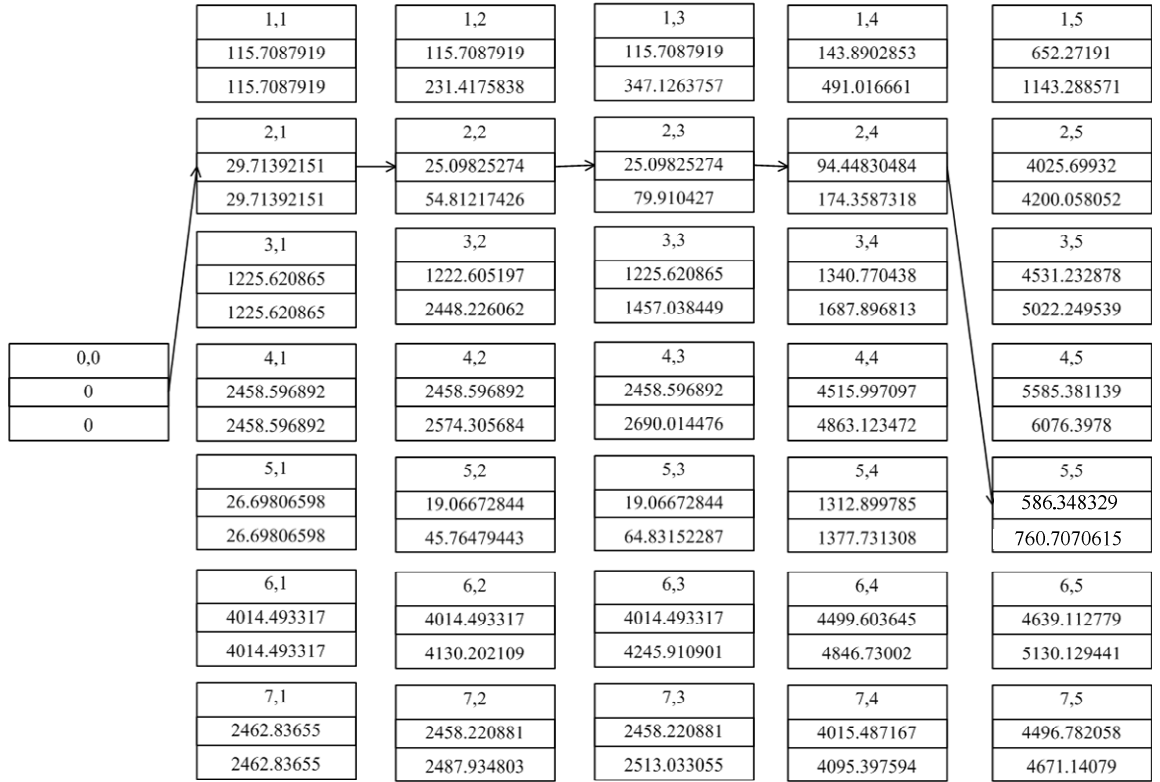 1,1 1,2 1,3 1,4 1,5
115.7087919 115.7087919 115.7087919 143.8902853 652.27191
115.7087919 231.4175838 347.1263757 491.016661 1143.288571
2,1 2,2 2,3 2,4 2,5
29.71392151 25.09825274 25.09825274 94.44830484 4025.69932
29.71392151 54.81217426 79.910427 174.3587318 4200.058052
3,1 3,2 3,3 3,4 3,5
1225.620865 1222.605197 1225.620865 1340.770438 4531.232878
1225.620865 2448.226062 1457.038449 1687.896813 5022.249539
0,0 4,1 4,2 4,3 4,4 4,5
0 2458.596892 2458.596892 2458.596892 4515.997097 5585.381139
0 2458.596892 2574.305684 2690.014476 4863.123472 6076.3978
5,1 5,2 5,3 5,4 5,5
26.69806598 19.06672844 19.06672844 1312.899785 586.348329
26.69806598 45.76479443 64.83152287 1377.731308 760.7070615
6,1 6,2 6,3 6,4 6,5
4014.493317 4014.493317 4014.493317 4499.603645 4639.112779
4014.493317 4130.202109 4245.910901 4846.73002 5130.129441
7,1 7,2 7,3 7,4 7,5
2462.83655 2458.220881 2458.220881 4015.487167 4496.782058
2462.83655 2487.934803 2513.033055 4095.397594 4671.14079